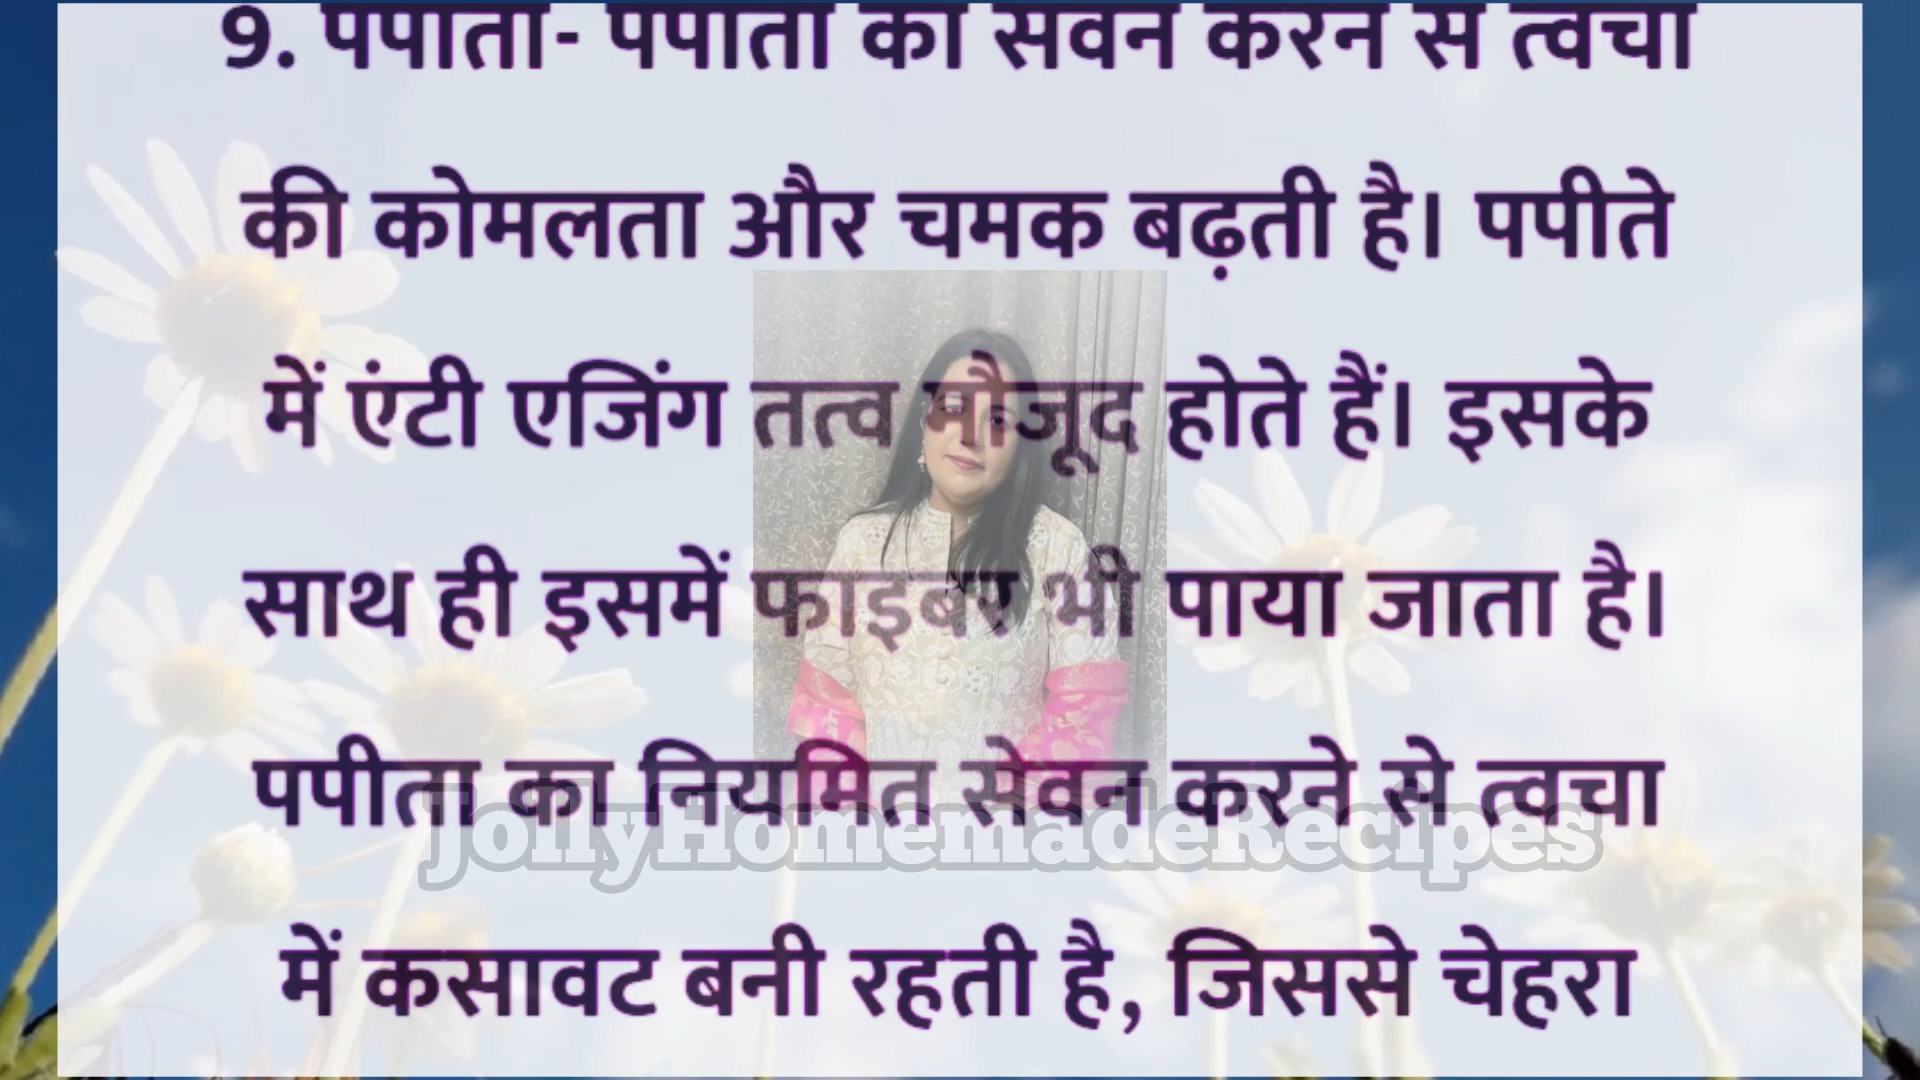 9. पपीता- पपीता का सेवन करने से त्वचा
की कोमलता और चमक बढ़ती है। पपीते
में एंटी एजिंग तत्व मौजूद होते हैं। इसके
साथ ही इसमें फाइबर भी पाया जाता है।
पपीता का नियमित सेवन करने से त्वचा
JollyHomemadeRecipes
में कसावट बनी रहती है, जिससे चेहरा